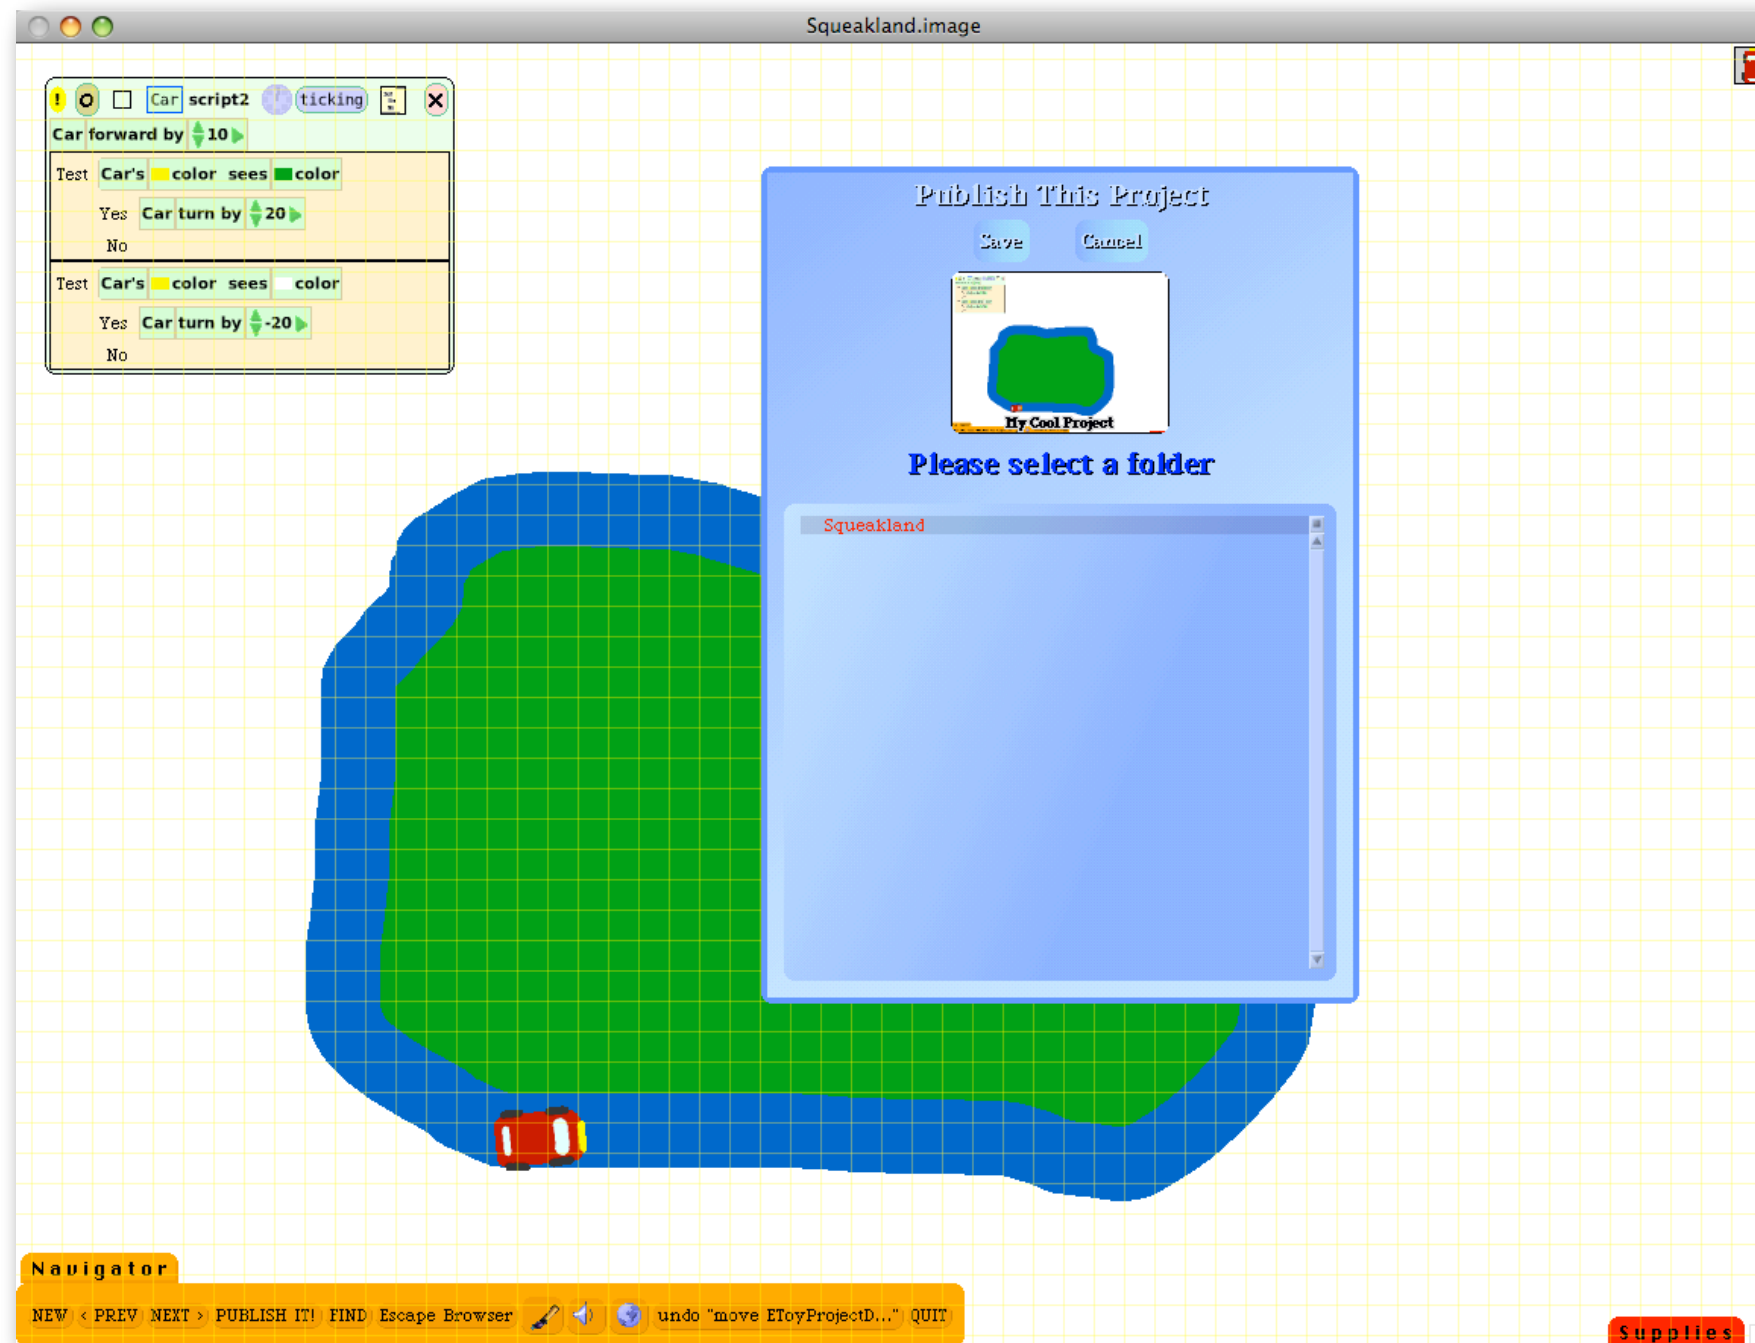 Squeakland.image
! Car script2 ticking
Car forward by 10
Test Car's color sees color
Yes Car turn by 20
No
Test Car's color sees color
Yes Car turn by -20
No
Publish This Project
Save Cancel
My Cool Project
Please select a folder
Squeakland
Navigator
NEW < PREV NEXT > PUBLISH IT! FIND Escape Browser undo "move EToyProjectD..." QUIT
Supplies